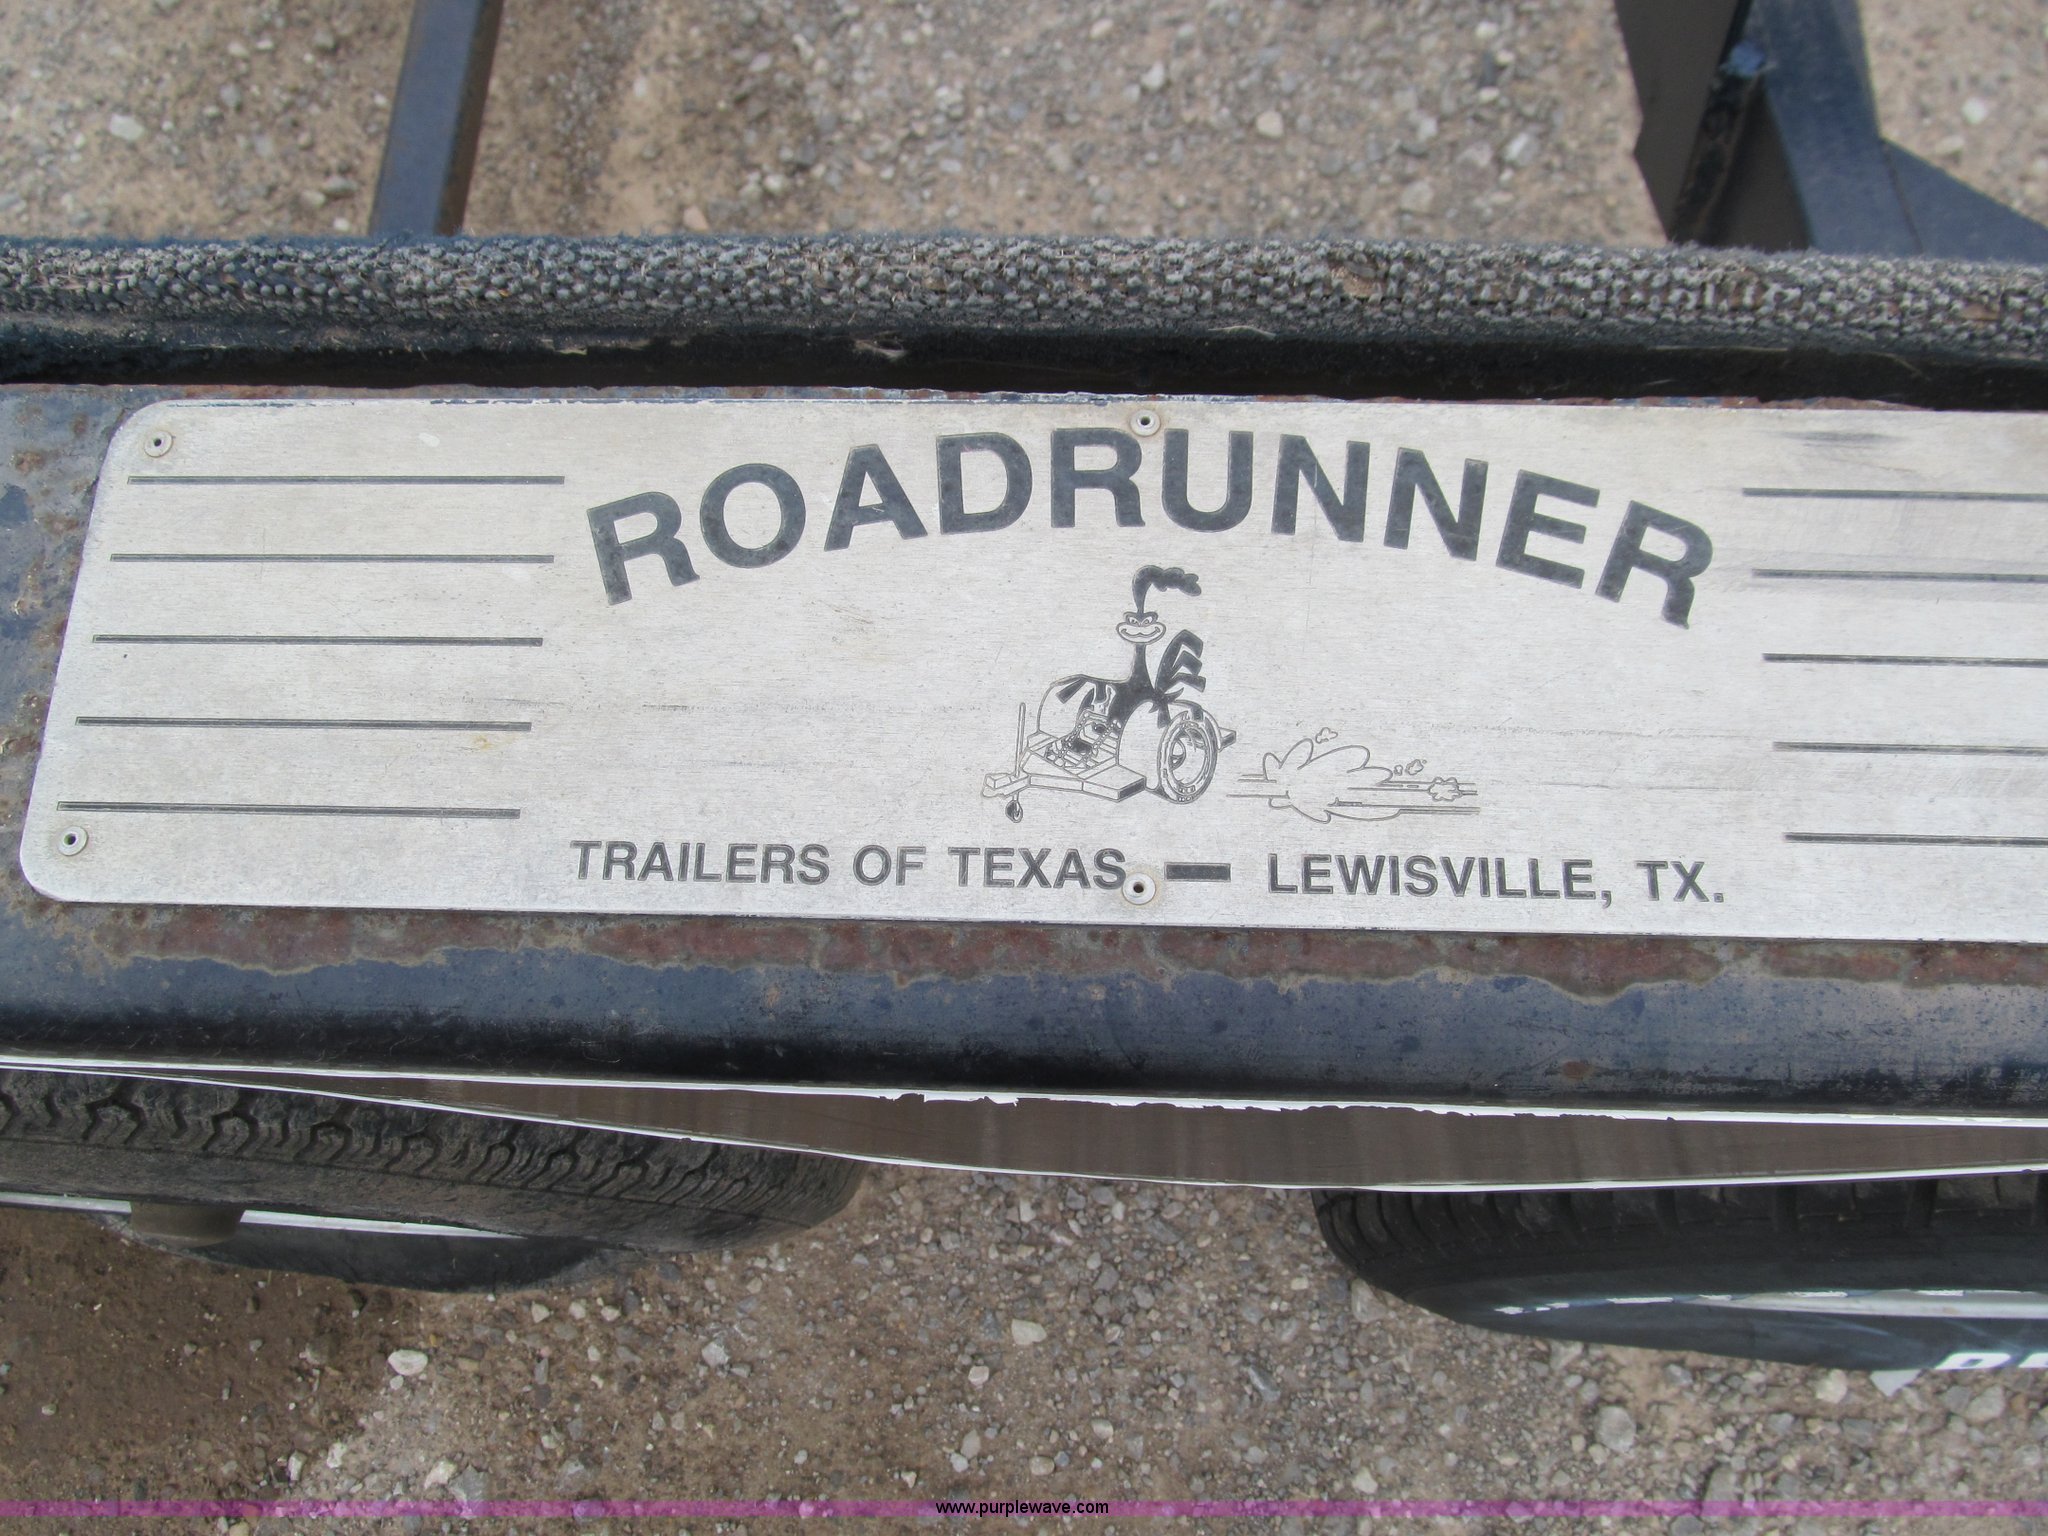 ROADRUNNER
TRAILERS OF TEXAS — LEWISVILLE, TX.
www.purplewave.com